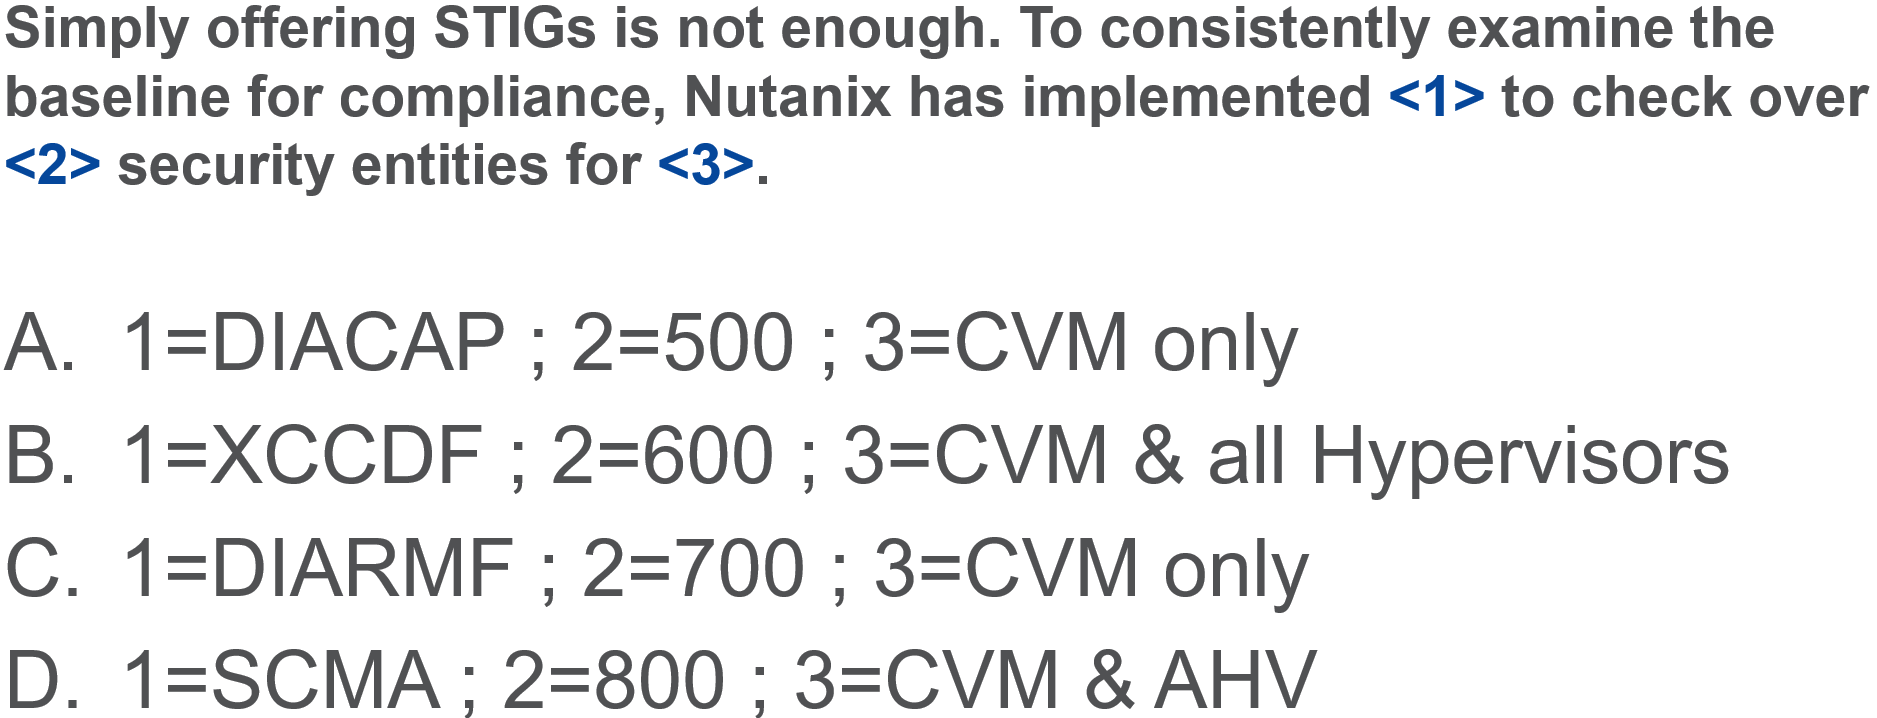 Simply offering STIGs is not enough. To consistently examine the
baseline for compliance, Nutanix has implemented <1> to check over
<2> security entities for <3>.
A. 1=DIACAP ; 2=500 ; 3=CVM only
B. 1=XCCDF ; 2=600 ; 3=CVM & all Hypervisors
C. 1=DIARMF ; 2=700 ; 3=CVM only
D. 1=SCMA ; 2=800 ; 3=CVM & AHV